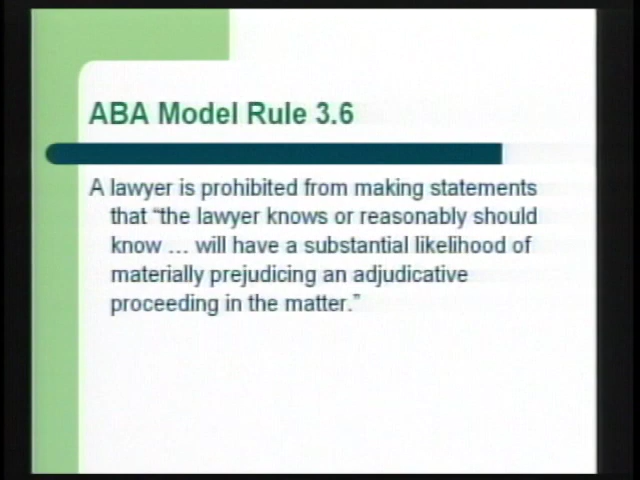 ABA Model Rule 3.6
A lawyer is prohibited from making statements
that “the lawyer knows or reasonably should
know … will have a substantial likelihood of
materially prejudicing an adjudicative
proceeding in the matter.”